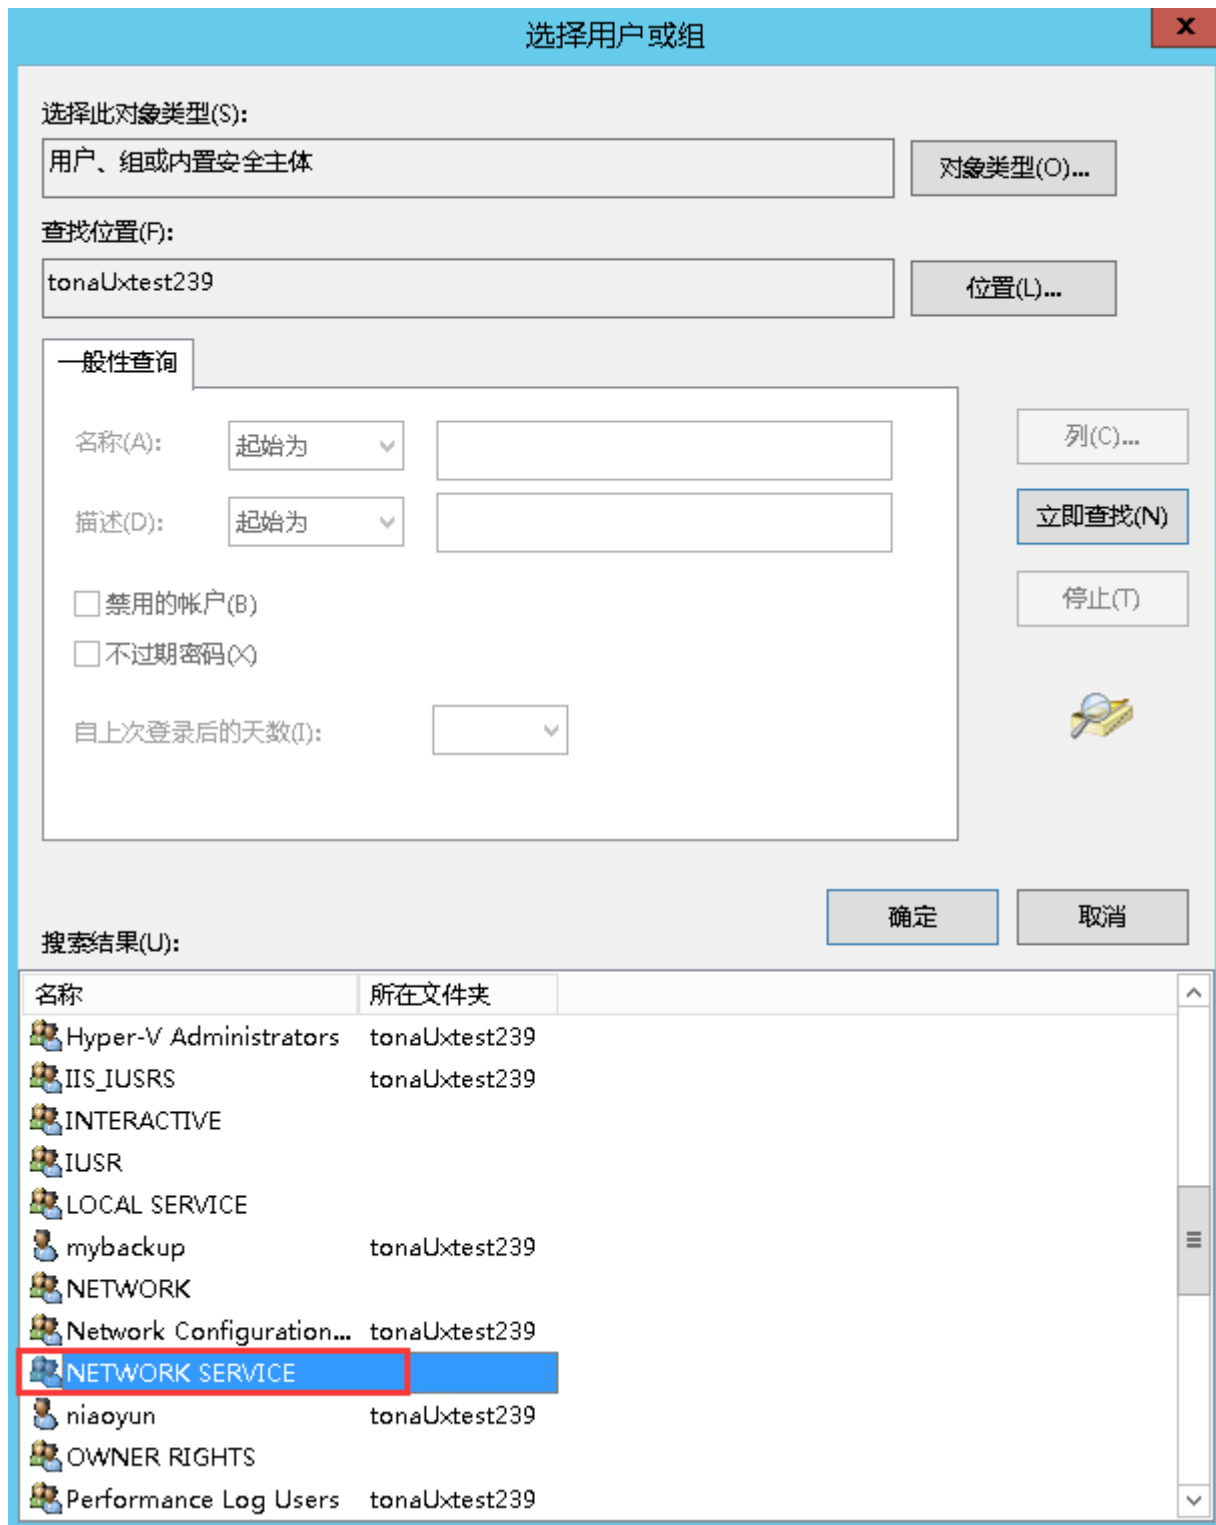 选择用户或组
x
选择此对象类型(S):
用户、组或内置安全主体
对象类型(O)...
查找位置(F):
tonaUxtest239
位置(L)...
一般性查询
名称(A):
起始为
列(C)...
描述(D):
起始为
立即查找(N)
禁用的帐户(B)
停止(T)
不过期密码(X)
自上次登录后的天数(I):
确定
取消
搜索结果(U):
名称 所在文件夹
Hyper-V Administrators tonaUxtest239
IIS_IUSRS tonaUxtest239
INTERACTIVE
IUSR
LOCAL SERVICE
mybackup tonaUxtest239
NETWORK
Network Configuration... tonaUxtest239
NETWORK SERVICE
niaoyun tonaUxtest239
OWNER RIGHTS
Performance Log Users tonaUxtest239